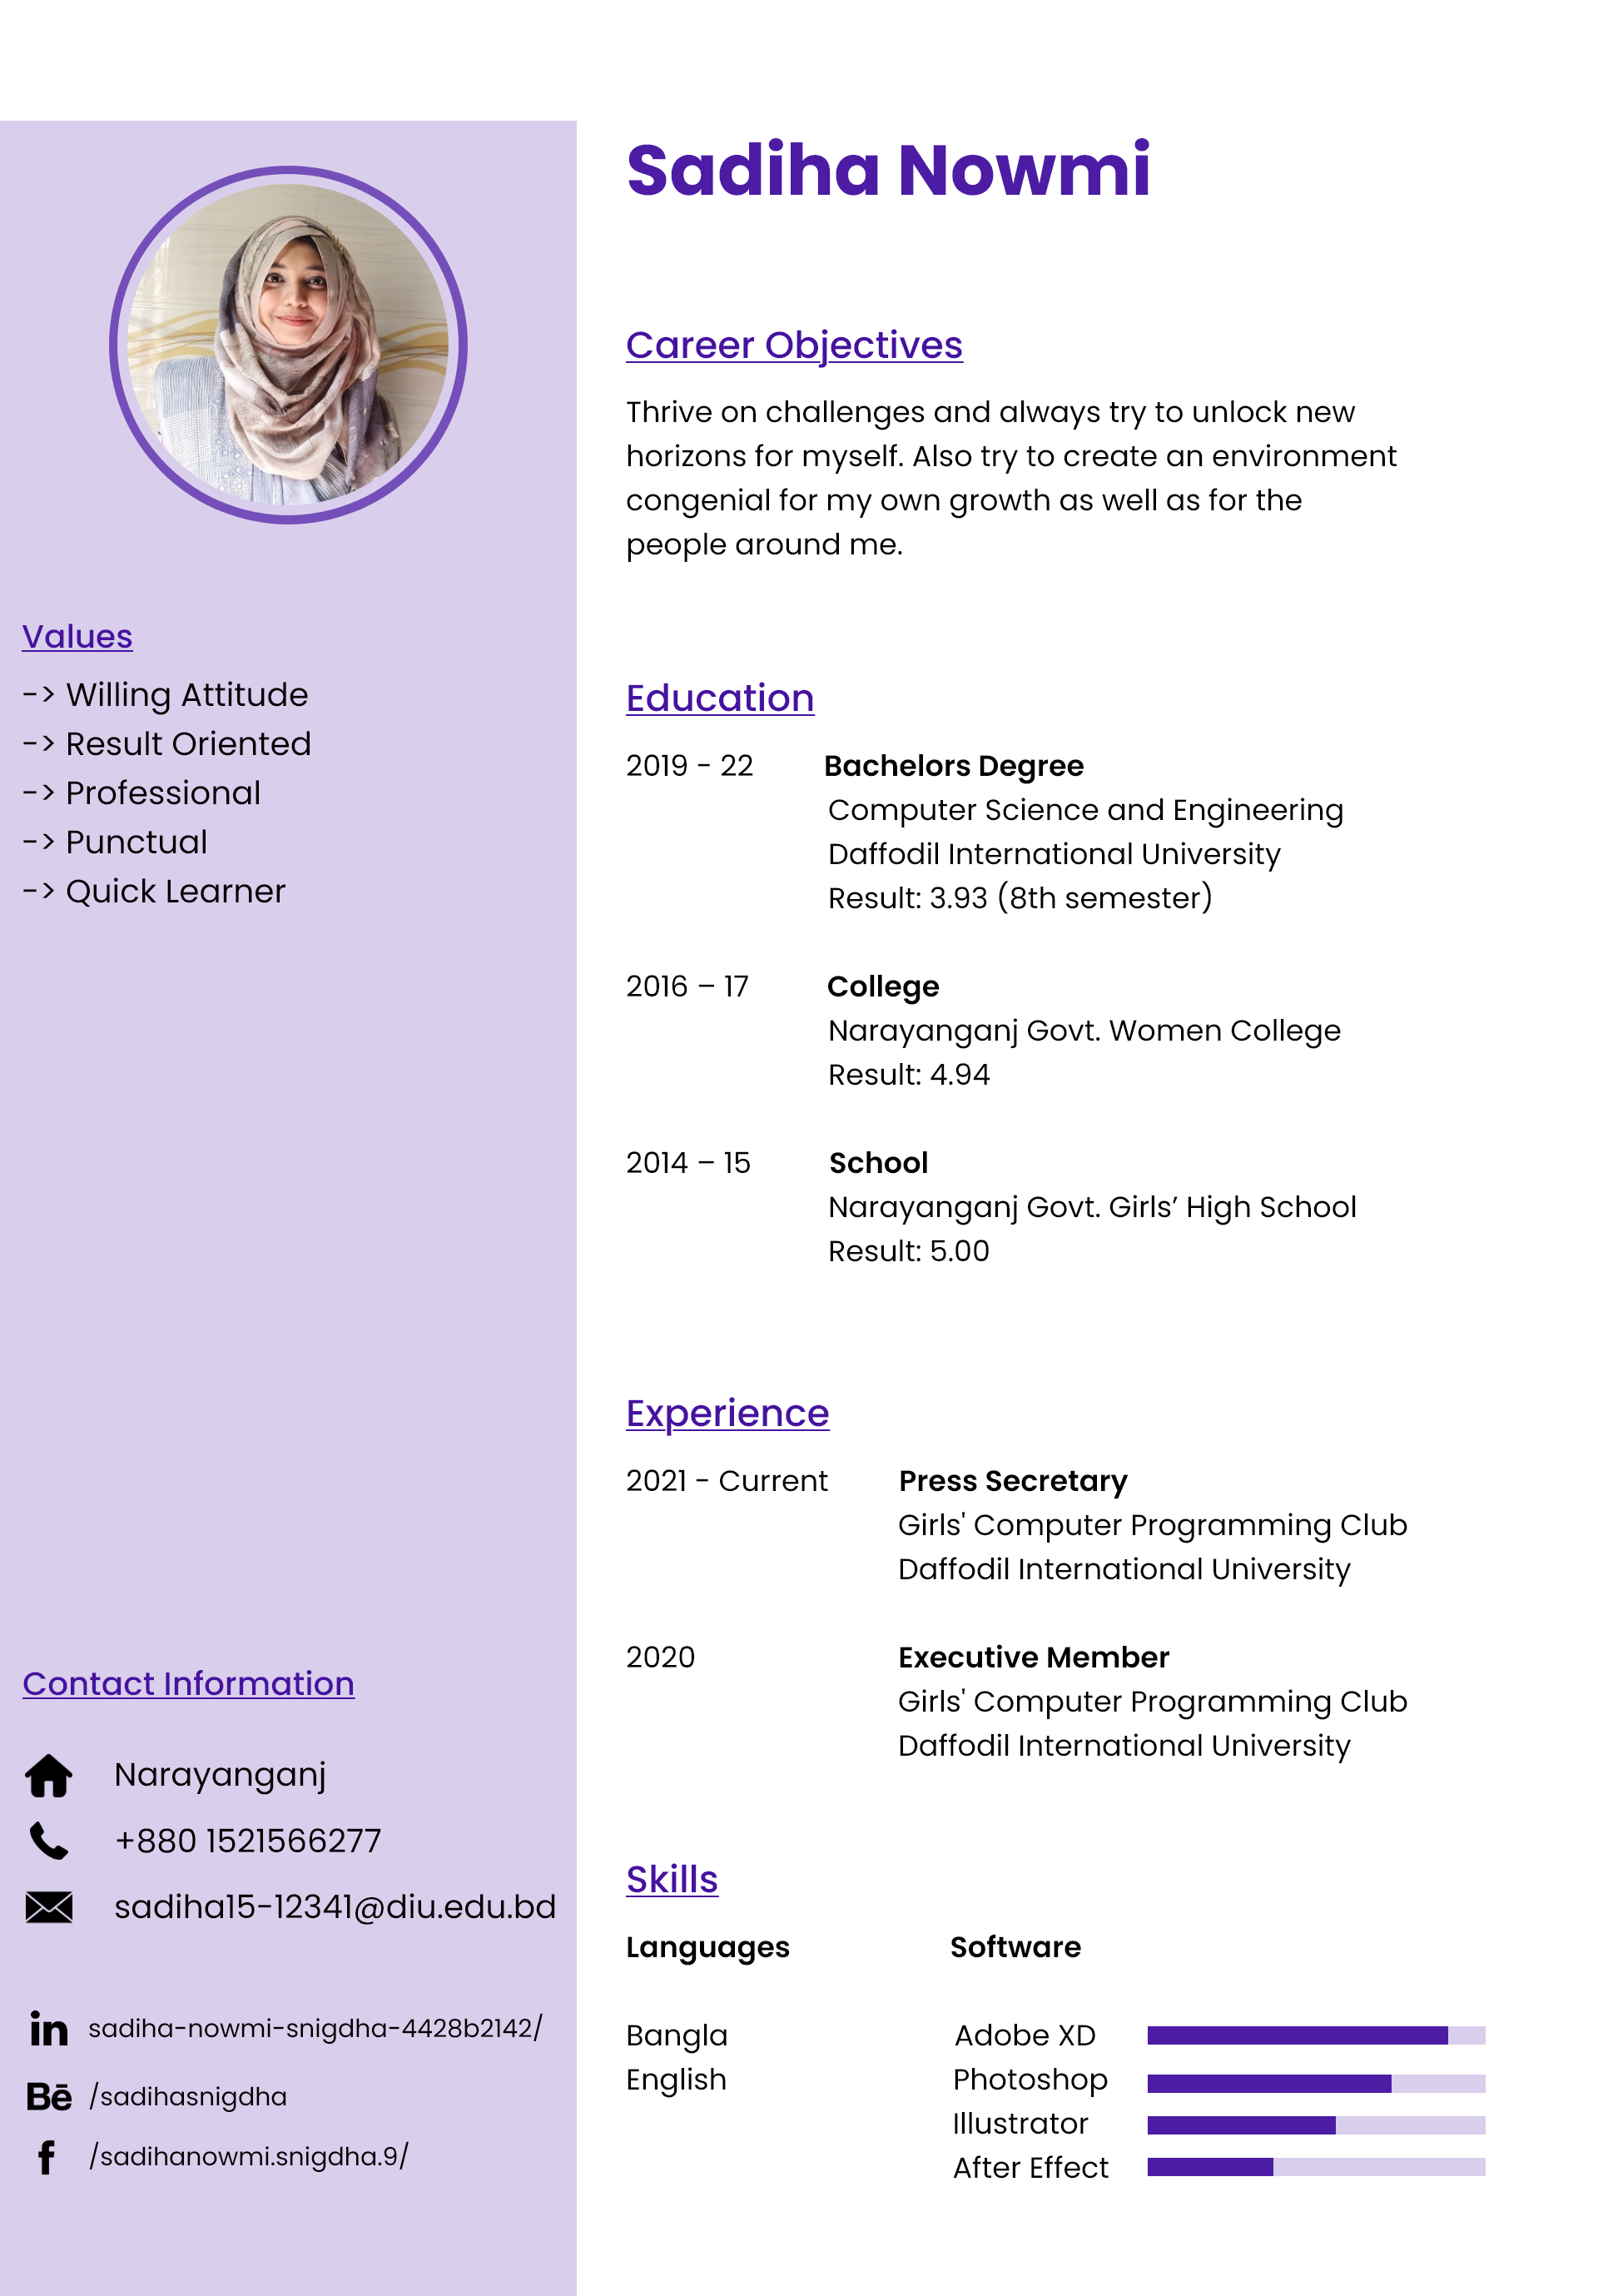 Sadiha Nowmi
Values
-> Willing Attitude
-> Result Oriented
-> Professional
-> Punctual
-> Quick Learner
Contact Information
Narayanganj
+880 1521566277
sadiha15-12341@diu.edu.bd
in sadiha-nowmi-snigdha-4428b2142/
Bē /sadihasnigdha
f /sadihanowmi.snigdha.9/
Career Objectives
Thrive on challenges and always try to unlock new
horizons for myself. Also try to create an environment
congenial for my own growth as well as for the
people around me.
Education
2019 - 22 Bachelors Degree
Computer Science and Engineering
Daffodil International University
Result: 3.93 (8th semester)
2016 – 17 College
Narayanganj Govt. Women College
Result: 4.94
2014 – 15 School
Narayanganj Govt. Girls’ High School
Result: 5.00
Experience
2021 - Current Press Secretary
Girls' Computer Programming Club
Daffodil International University
2020 Executive Member
Girls' Computer Programming Club
Daffodil International University
Skills
Languages Software
Bangla Adobe XD
English Photoshop
Illustrator
After Effect